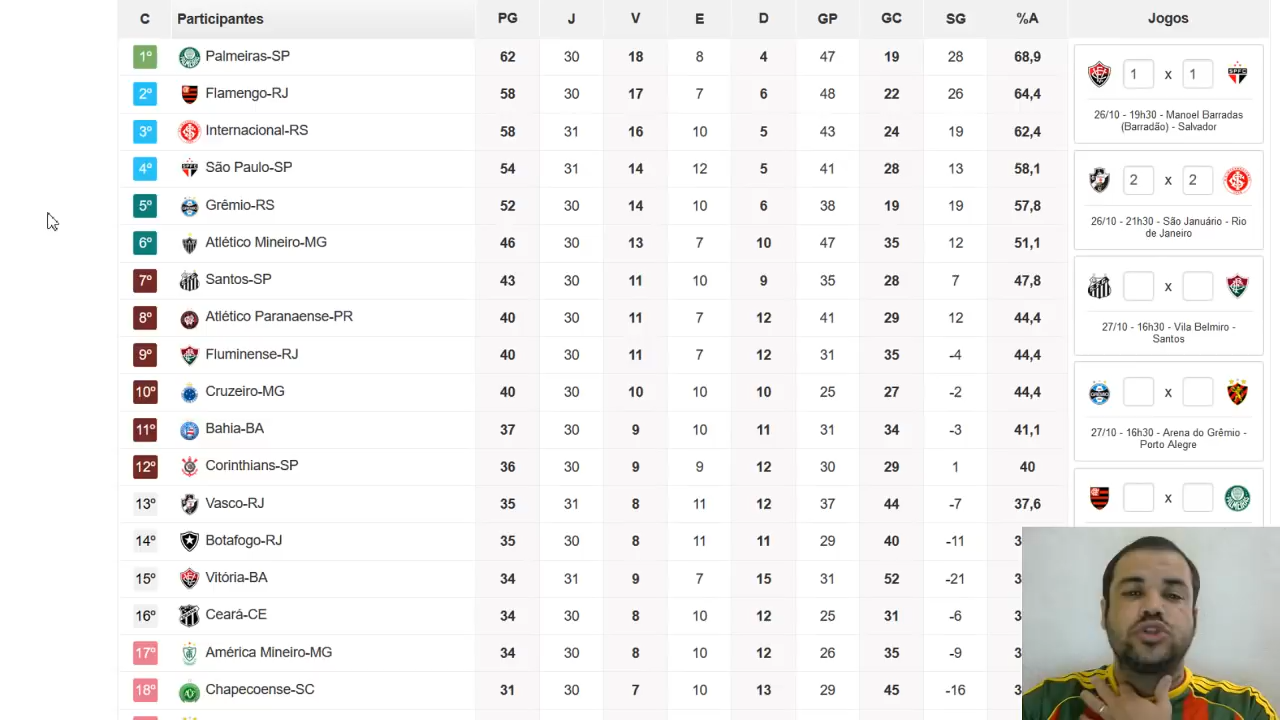 C Participantes PG J V E D GP GC SG %A Jogos
1º Palmeiras-SP 62 30 18 8 4 47 19 28 68,9
2º Flamengo-RJ 58 30 17 7 6 48 22 26 64,4
3º Internacional-RS 58 31 16 10 5 43 24 19 62,4
4º São Paulo-SP 54 31 14 12 5 41 28 13 58,1
5º Grêmio-RS 52 30 14 10 6 38 19 19 57,8
6º Atlético Mineiro-MG 46 30 13 7 10 47 35 12 51,1
7º Santos-SP 43 30 11 10 9 35 28 7 47,8
8º Atlético Paranaense-PR 40 30 11 7 12 41 29 12 44,4
9º Fluminense-RJ 40 30 11 7 12 31 35 -4 44,4
10º Cruzeiro-MG 40 30 10 10 10 25 27 -2 44,4
11º Bahia-BA 37 30 9 10 11 31 34 -3 41,1
12º Corinthians-SP 36 30 9 9 12 30 29 1 40
13º Vasco-RJ 35 31 8 11 12 37 44 -7 37,6
14º Botafogo-RJ 35 30 8 11 11 29 40 -11
15º Vitória-BA 34 31 9 7 15 31 52 -21
16º Ceará-CE 34 30 8 10 12 25 31 -6
17º América Mineiro-MG 34 30 8 10 12 26 35 -9
18º Chapecoense-SC 31 30 7 10 13 29 45 -16
1 x 1
26/10 - 19h30 - Manoel Barradas
(Barradão) - Salvador
2 x 2
26/10 - 21h30 - São Januário - Rio
de Janeiro
x
27/10 - 16h30 - Vila Belmiro -
Santos
x
27/10 - 16h30 - Arena do Grêmio -
Porto Alegre
x